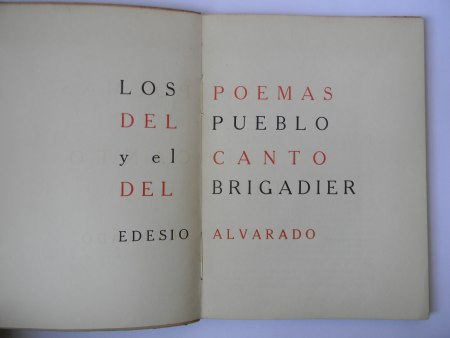 LOS POEMAS
DEL PUEBLO
y el CANTO
DEL BRIGADIER
EDESIO ALVARADO